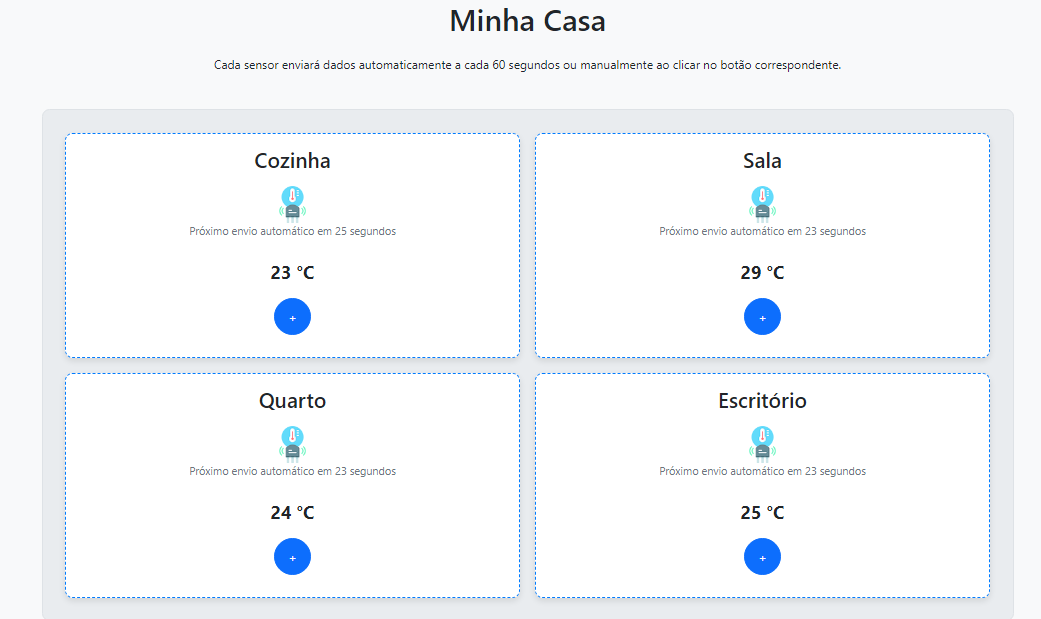 Minha Casa
Cada sensor enviará dados automaticamente a cada 60 segundos ou manualmente ao clicar no botão correspondente.
Cozinha
Próximo envio automático em 25 segundos
23 °C
+
Sala
Próximo envio automático em 23 segundos
29 °C
+
Quarto
Próximo envio automático em 23 segundos
24 °C
+
Escritório
Próximo envio automático em 23 segundos
25 °C
+